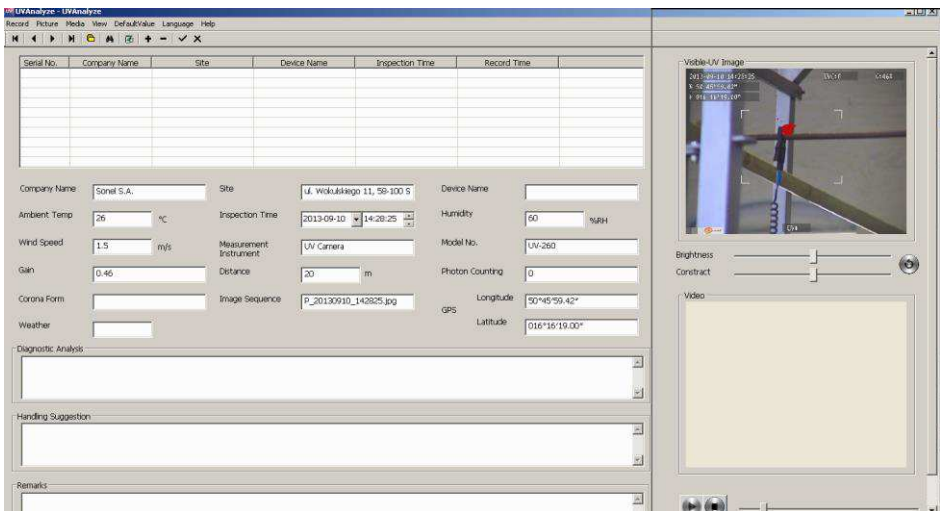 UVAnalyze - UVAnalyze
Record Picture Media View DefaultValue Language Help
Serial No. Company Name Site Device Name Inspection Time Record Time
Company Name Sonel S.A. Site ul. Wokulskiego 11, 58-100 S Device Name
Ambient Temp 26 °C Inspection Time 2013-09-10 14:28:25 Humidity 60 %RH
Wind Speed 1.5 m/s Measurement Instrument UV Camera Model No. UV-260
Gain 0.46 Distance 20 m Photon Counting 0
Corona Form Image Sequence P_20130910_142825.jpg GPS Longitude 50°45'59.42"
Weather Latitude 016°16'19.00"
Diagnostic Analysis
Handling Suggestion
Remarks
Visible-UV Image
2013-09-10 14:28:25
UVA
Brightness
Constract
Video